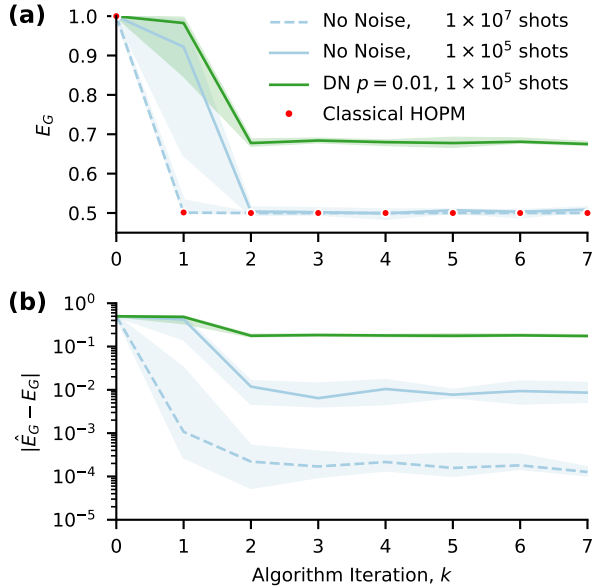 (a)
1.0
0.9
0.8
0.7
0.6
0.5
E_G
No Noise, 1 × 10^7 shots
No Noise, 1 × 10^5 shots
DN p = 0.01, 1 × 10^5 shots
Classical HOPM
0 1 2 3 4 5 6 7
(b)
10^0
10^−1
10^−2
10^−3
10^−4
10^−5
|Ê_G − E_G|
0 1 2 3 4 5 6 7
Algorithm Iteration, k